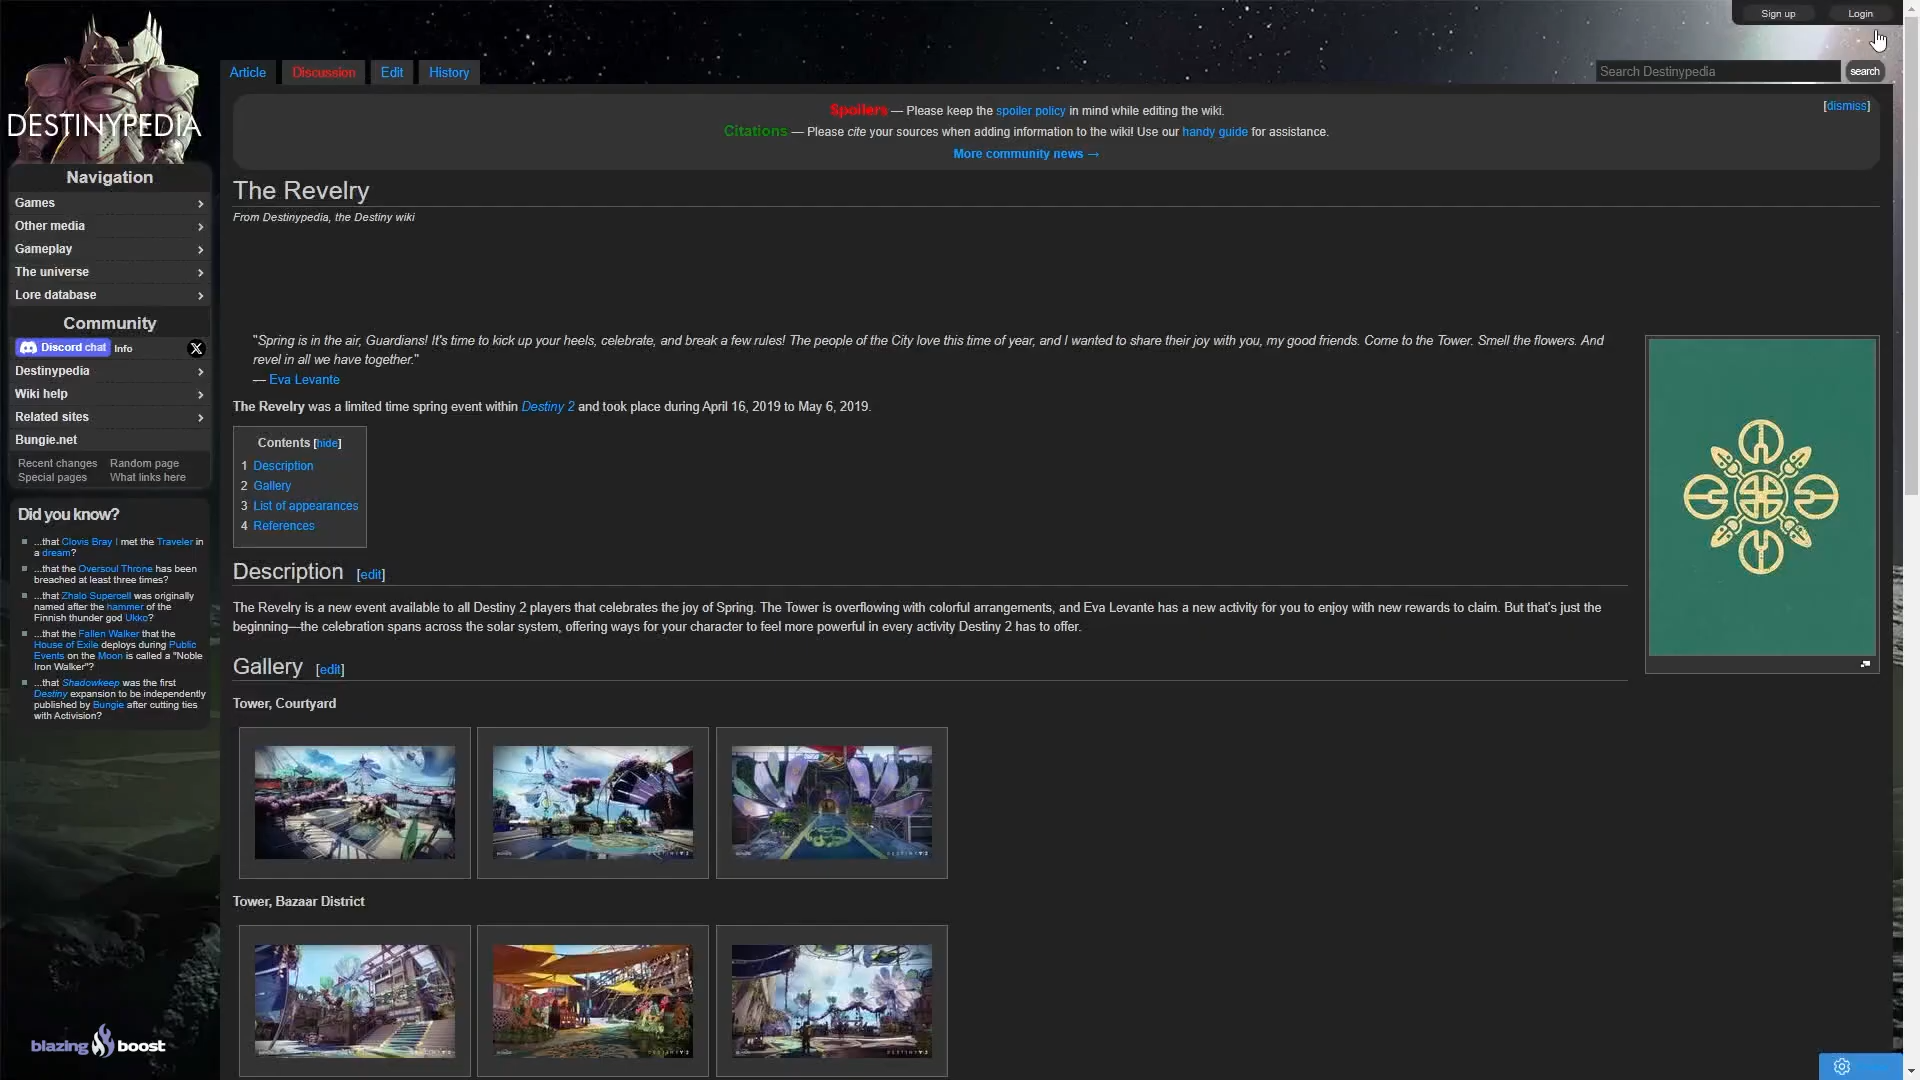 Sign up Login
Article Discussion Edit History
Search Destinypedia search
DESTINYPEDIA
Spoilers — Please keep the spoiler policy in mind while editing the wiki.
[dismiss]
Citations — Please cite your sources when adding information to the wiki! Use our handy guide for assistance.
More community news →
Navigation
Games
Other media
Gameplay
The universe
Lore database
Community
Discord chat Info
Destinypedia
Wiki help
Related sites
Bungie.net
Recent changes Random page
Special pages What links here
Did you know?
...that Clovis Bray I met the Traveler in
a dream?
...that the Oversoul Throne has been
breached at least three times?
...that Zhalo Supercell was originally
named after the hammer of the
Finnish thunder god Ukko?
...that the Fallen Walker that the
House of Exile deploys during Public
Events on the Moon is called a "Noble
Iron Walker"?
...that Shadowkeep was the first
Destiny expansion to be independently
published by Bungie after cutting ties
with Activision?
blazing boost
The Revelry
From Destinypedia, the Destiny wiki
"Spring is in the air, Guardians! It's time to kick up your heels, celebrate, and break a few rules! The people of the City love this time of year, and I wanted to share their joy with you, my good friends. Come to the Tower. Smell the flowers. And
revel in all we have together."
— Eva Levante
The Revelry was a limited time spring event within Destiny 2 and took place during April 16, 2019 to May 6, 2019.
Contents [hide]
1 Description
2 Gallery
3 List of appearances
4 References
Description [edit]
The Revelry is a new event available to all Destiny 2 players that celebrates the joy of Spring. The Tower is overflowing with colorful arrangements, and Eva Levante has a new activity for you to enjoy with new rewards to claim. But that's just the
beginning—the celebration spans across the solar system, offering ways for your character to feel more powerful in every activity Destiny 2 has to offer.
Gallery [edit]
Tower, Courtyard
DESTINY 2
DESTINY 2
Tower, Bazaar District
DESTINY 2
DESTINY 2
DESTINY 2